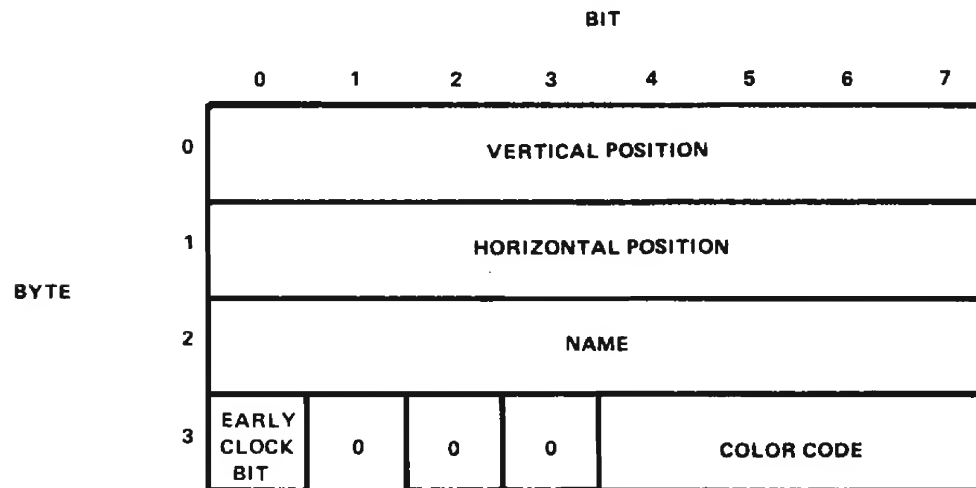 BIT
0 1 2 3 4 5 6 7
0 VERTICAL POSITION
1 HORIZONTAL POSITION
BYTE
2 NAME
3 EARLY CLOCK BIT 0 0 0 COLOR CODE